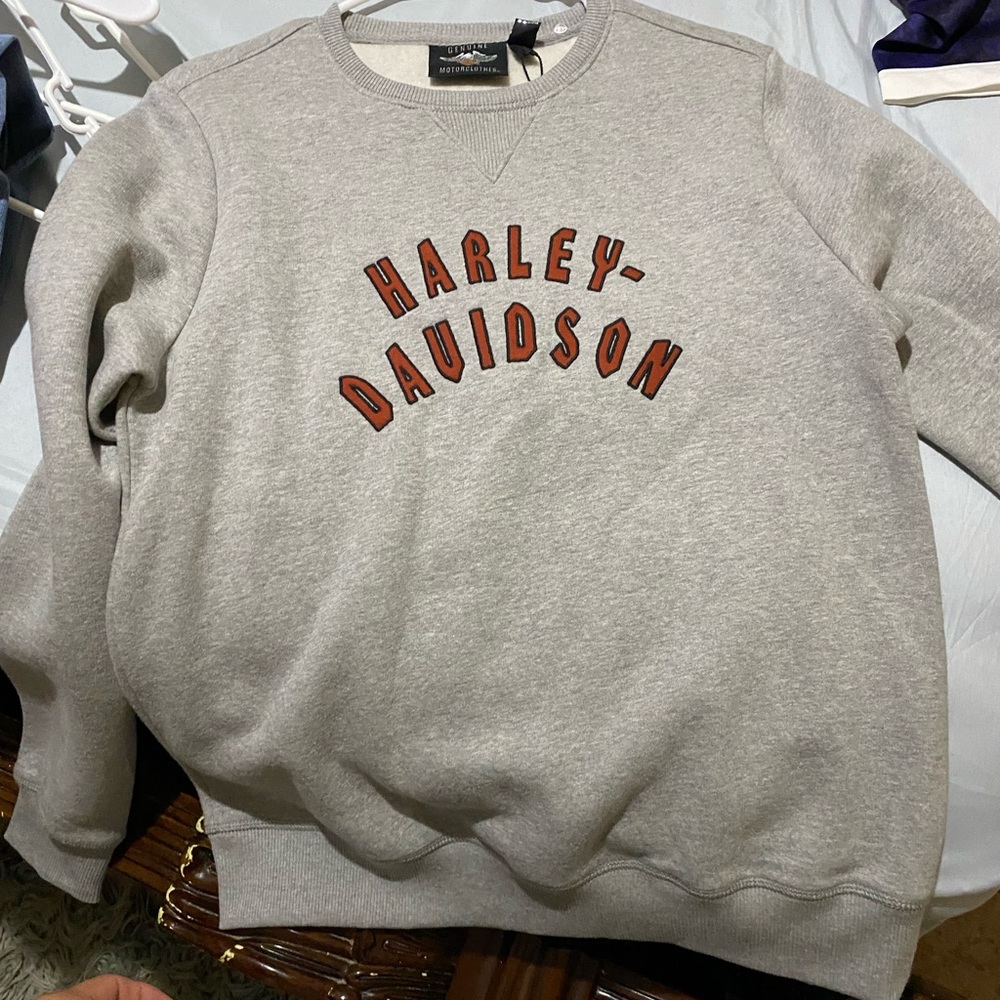 GENUINE
MOTORCLOTHES
HARLEY-
DAVIDSON